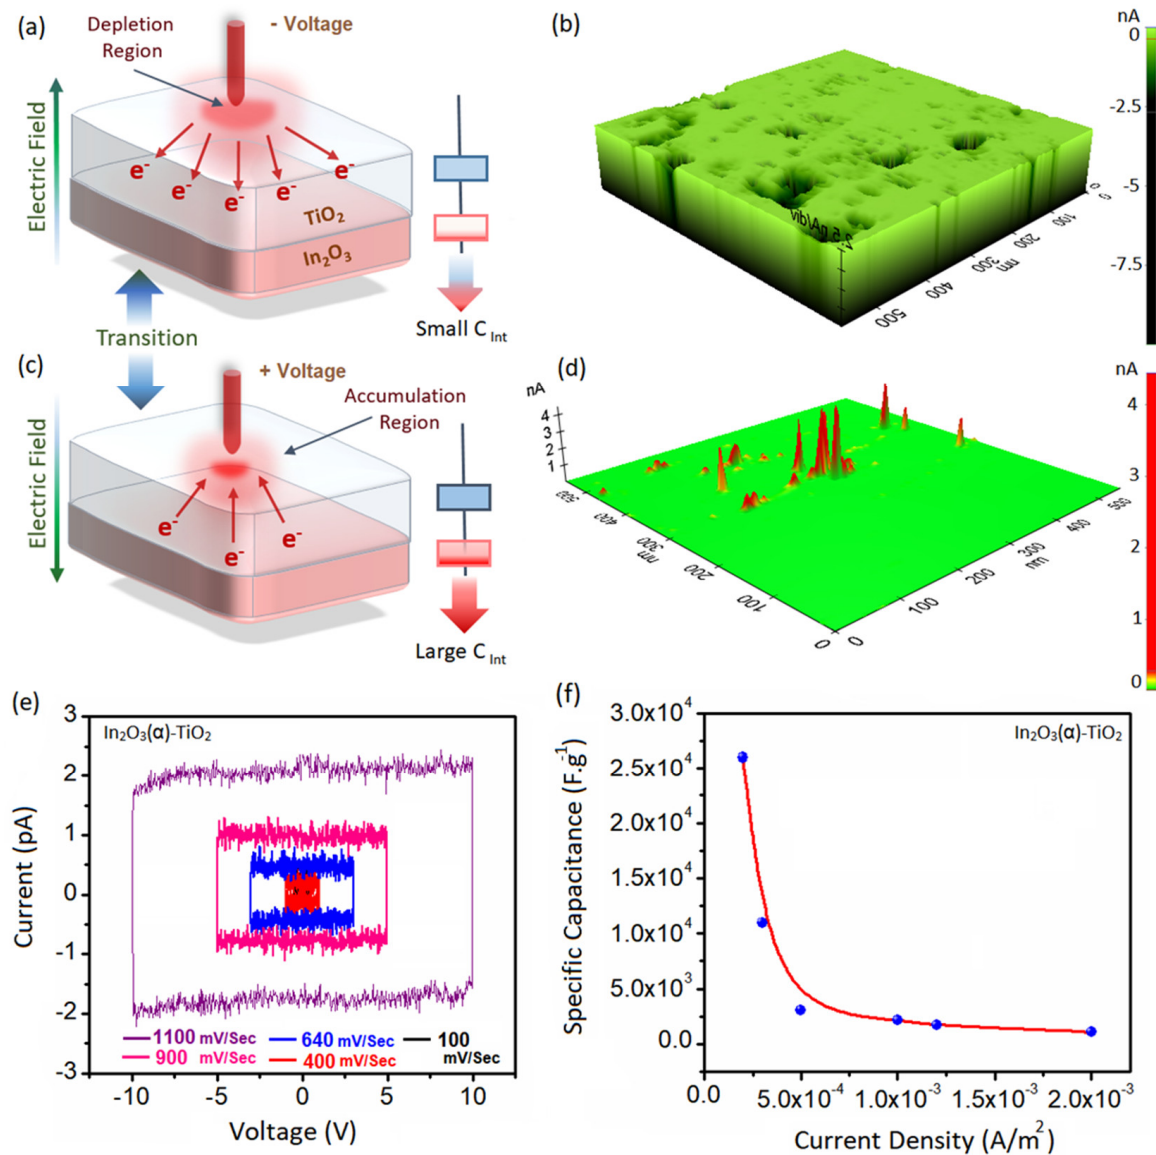 (a)
Depletion
Region
- Voltage
Electric Field
e- e- e- e- e-
TiO2
In2O3
Small C Int
Transition
(b)
nA
0
-2.5
-5
-7.5
2.5 nA/div
500
400
300
nm
200
100
0
(c)
+ Voltage
Accumulation
Region
Electric Field
e- e- e-
Large C Int
(d)
nA
4
3
2
1
500
400
300
nm
200
100
0
0
100
200
300
nm
400
500
nA
4
3
2
1
0
(e)
In2O3(α)-TiO2
Current (pA)
3
2
1
0
-1
-2
-3
1100 mV/Sec 640 mV/Sec 100
900 mV/Sec 400 mV/Sec mV/Sec
-10 -5 0 5 10
Voltage (V)
(f)
In2O3(α)-TiO2
Specific Capacitance (F.g-1)
3.0x10^4
2.5x10^4
2.0x10^4
1.5x10^4
1.0x10^4
5.0x10^3
0.0
0.0 5.0x10^-4 1.0x10^-3 1.5x10^-3 2.0x10^-3
Current Density (A/m^2)